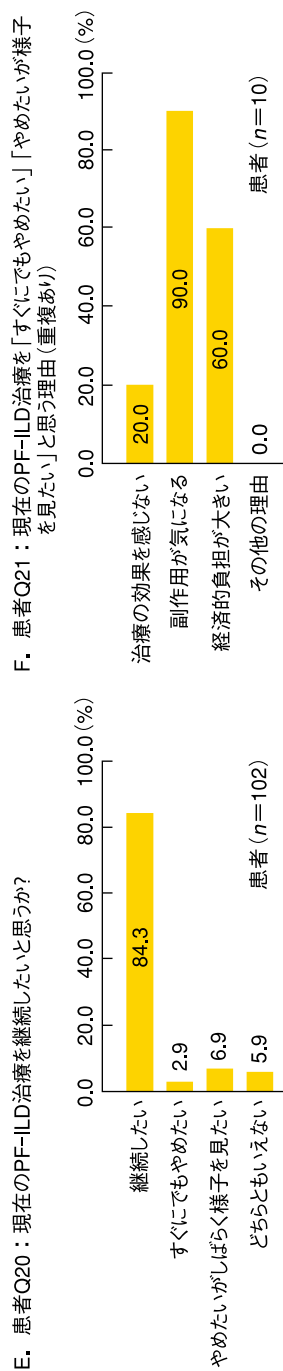 E. 患者Q20：現在のPF-ILD治療を継続したいと思うか?
0.0 20.0 40.0 60.0 80.0 100.0 (%)
継続したい 84.3
すぐにでもやめたい 2.9
やめたいがしばらく様子を見たい 6.9
どちらともいえない 5.9
患者（n＝102）
F. 患者Q21：現在のPF-ILD治療を「すぐにでもやめたい」「やめたいが様子
を見たい」と思う理由（重複あり）
0.0 20.0 40.0 60.0 80.0 100.0 (%)
治療の効果を感じない 20.0
副作用が気になる 90.0
経済的負担が大きい 60.0
その他の理由 0.0
患者（n＝10）